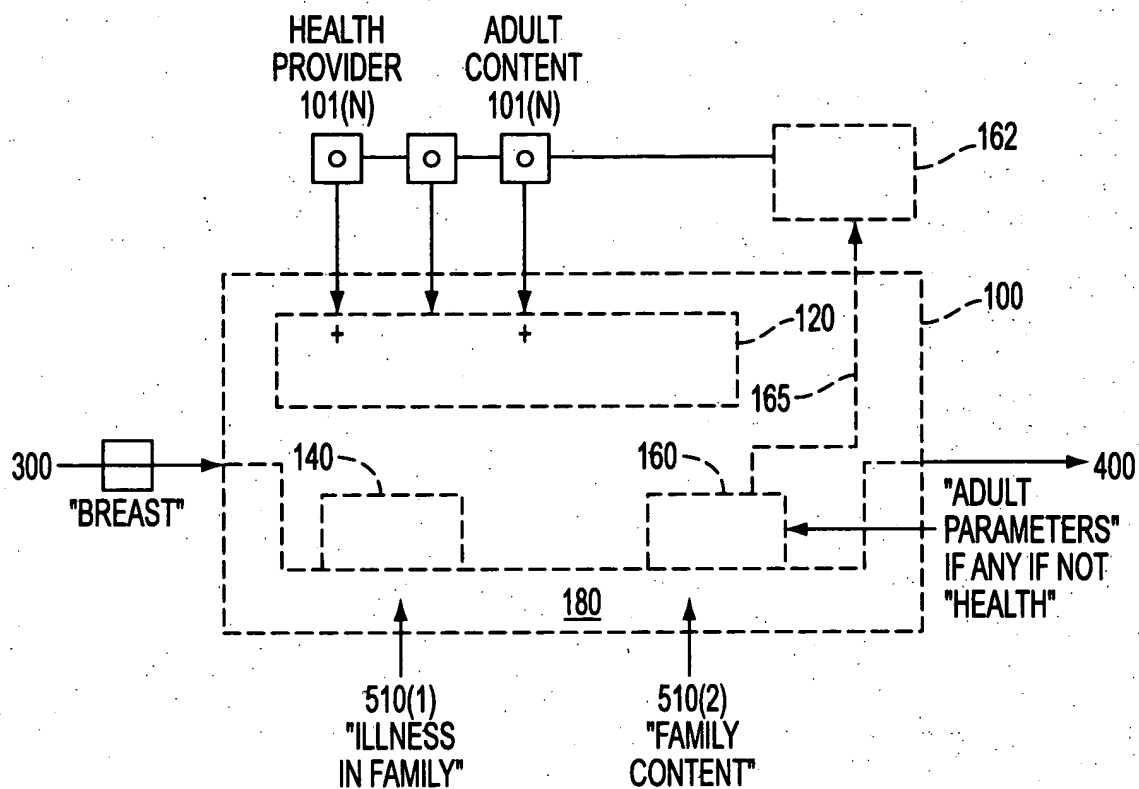 HEALTH
PROVIDER
101(N)
ADULT
CONTENT
101(N)
162
100
+
+
120
165
300
"BREAST"
140
160
400
"ADULT
PARAMETERS"
IF ANY IF NOT
"HEALTH"
180
510(1)
"ILLNESS
IN FAMILY"
510(2)
"FAMILY
CONTENT"